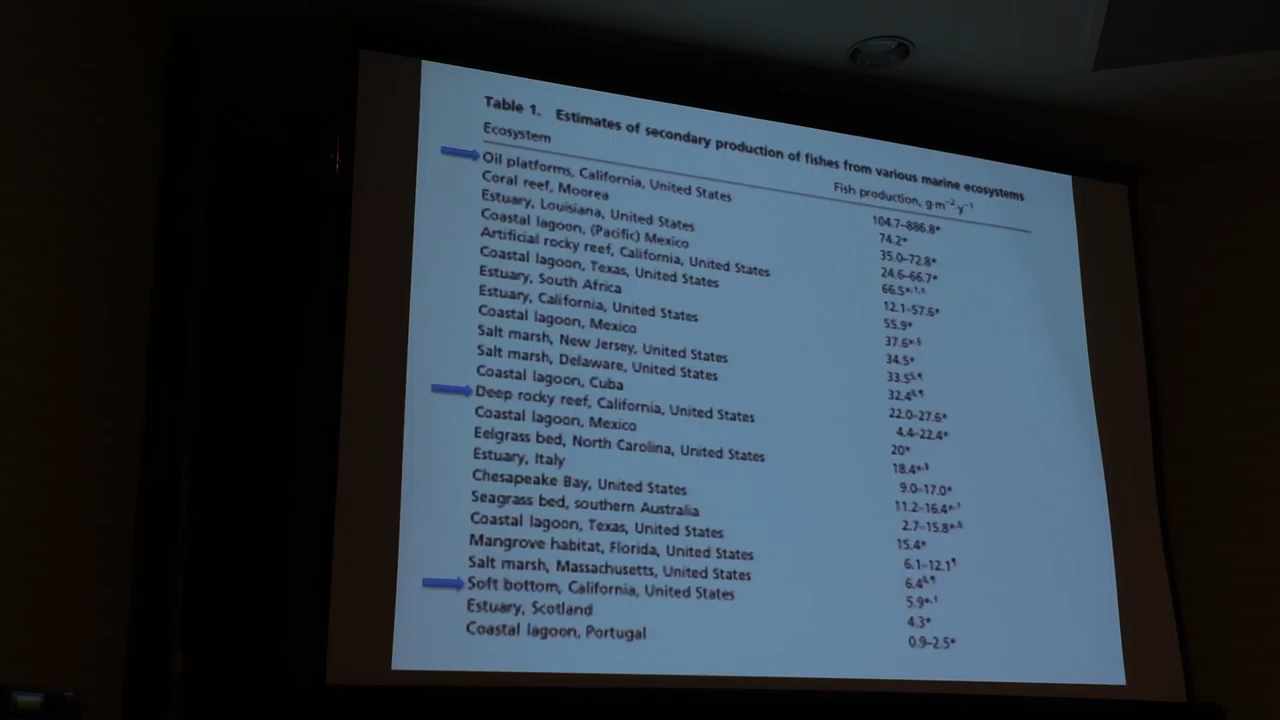 Table 1. Estimates of secondary production of fishes from various marine ecosystems
Ecosystem Fish production, g·m⁻² y⁻¹
Oil platforms, California, United States 104.7–886.8*
Coral reef, Moorea 74.2*
Estuary, Louisiana, United States 35.0–72.8*
Coastal lagoon, (Pacific) Mexico 24.6–66.7*
Artificial rocky reef, California, United States 66.5*,†,‡
Coastal lagoon, Texas, United States 12.1–57.6*
Estuary, South Africa 55.9*
Estuary, California, United States 37.6*,§
Coastal lagoon, Mexico 34.5*
Salt marsh, New Jersey, United States 33.5§,¶
Salt marsh, Delaware, United States 32.4§,¶
Coastal lagoon, Cuba 22.0–27.6*
Deep rocky reef, California, United States 4.4–22.4*
Coastal lagoon, Mexico 20*
Eelgrass bed, North Carolina, United States 18.4*,§
Estuary, Italy 9.0–17.0*
Chesapeake Bay, United States 11.2–16.4*,†
Seagrass bed, southern Australia 2.7–15.8*,§
Coastal lagoon, Texas, United States 15.4*
Mangrove habitat, Florida, United States 6.1–12.1¶
Salt marsh, Massachusetts, United States 6.4§,¶
Soft bottom, California, United States 5.9*,†
Estuary, Scotland 4.3*
Coastal lagoon, Portugal 0.9–2.5*